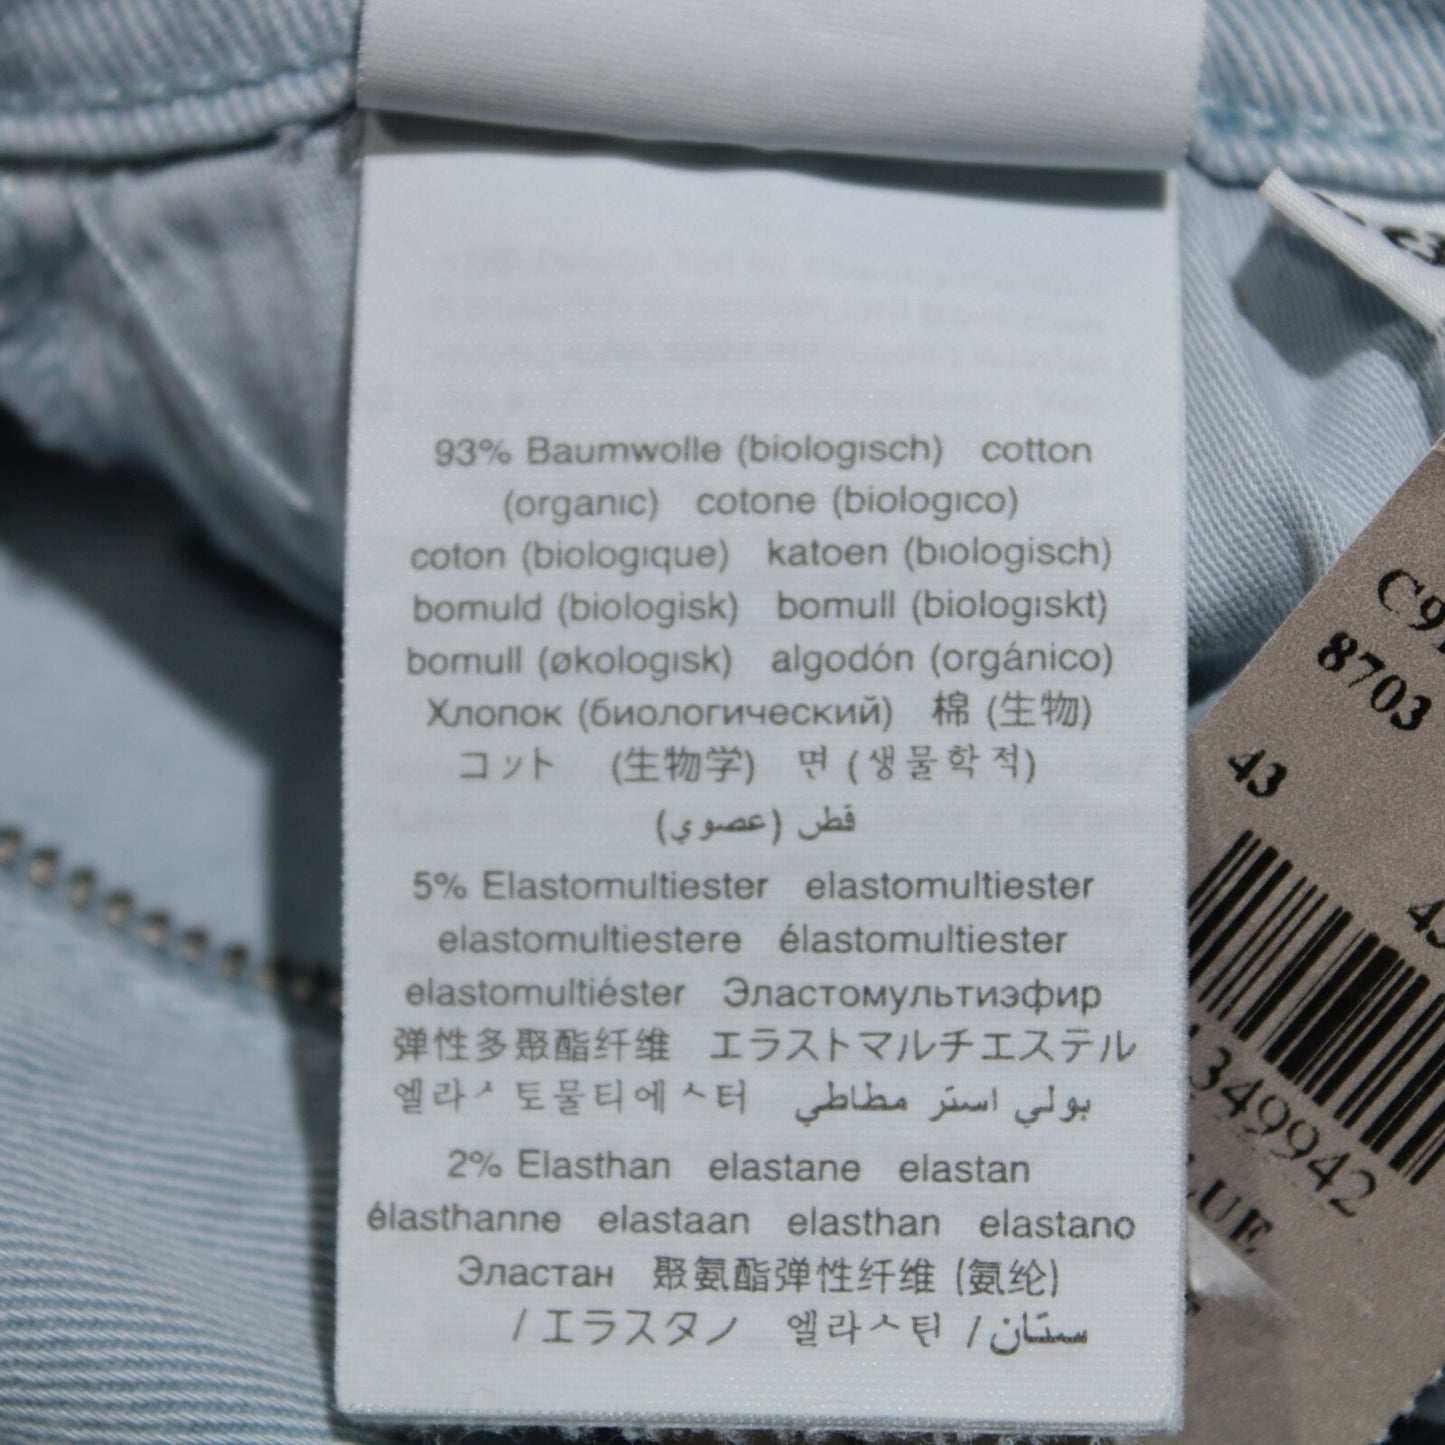 93% Baumwolle (biologisch) cotton
(organic) cotone (biologico)
coton (biologique) katoen (biologisch)
bomuld (biologisk) bomull (biologiskt)
bomull (økologisk) algodón (orgánico)
Хлопок (биологический) 棉 (生物)
コット (生物学) 면 (생물학적)
قطن (عضوي)
5% Elastomultiester elastomultiester
elastomultiestere élastomultiester
elastomultiéster Эластомультиэфир
弹性多聚酯纤维 エラストマルチエステル
엘라스토물티에스터 بولي استر مطاطي
2% Elasthan elastane elastan
élasthanne elastaan elasthan elastano
Эластан 聚氨酯弹性纤维 (氨纶)
/ エラスタノ 엘라스틴 / ستان
8703
43
349942